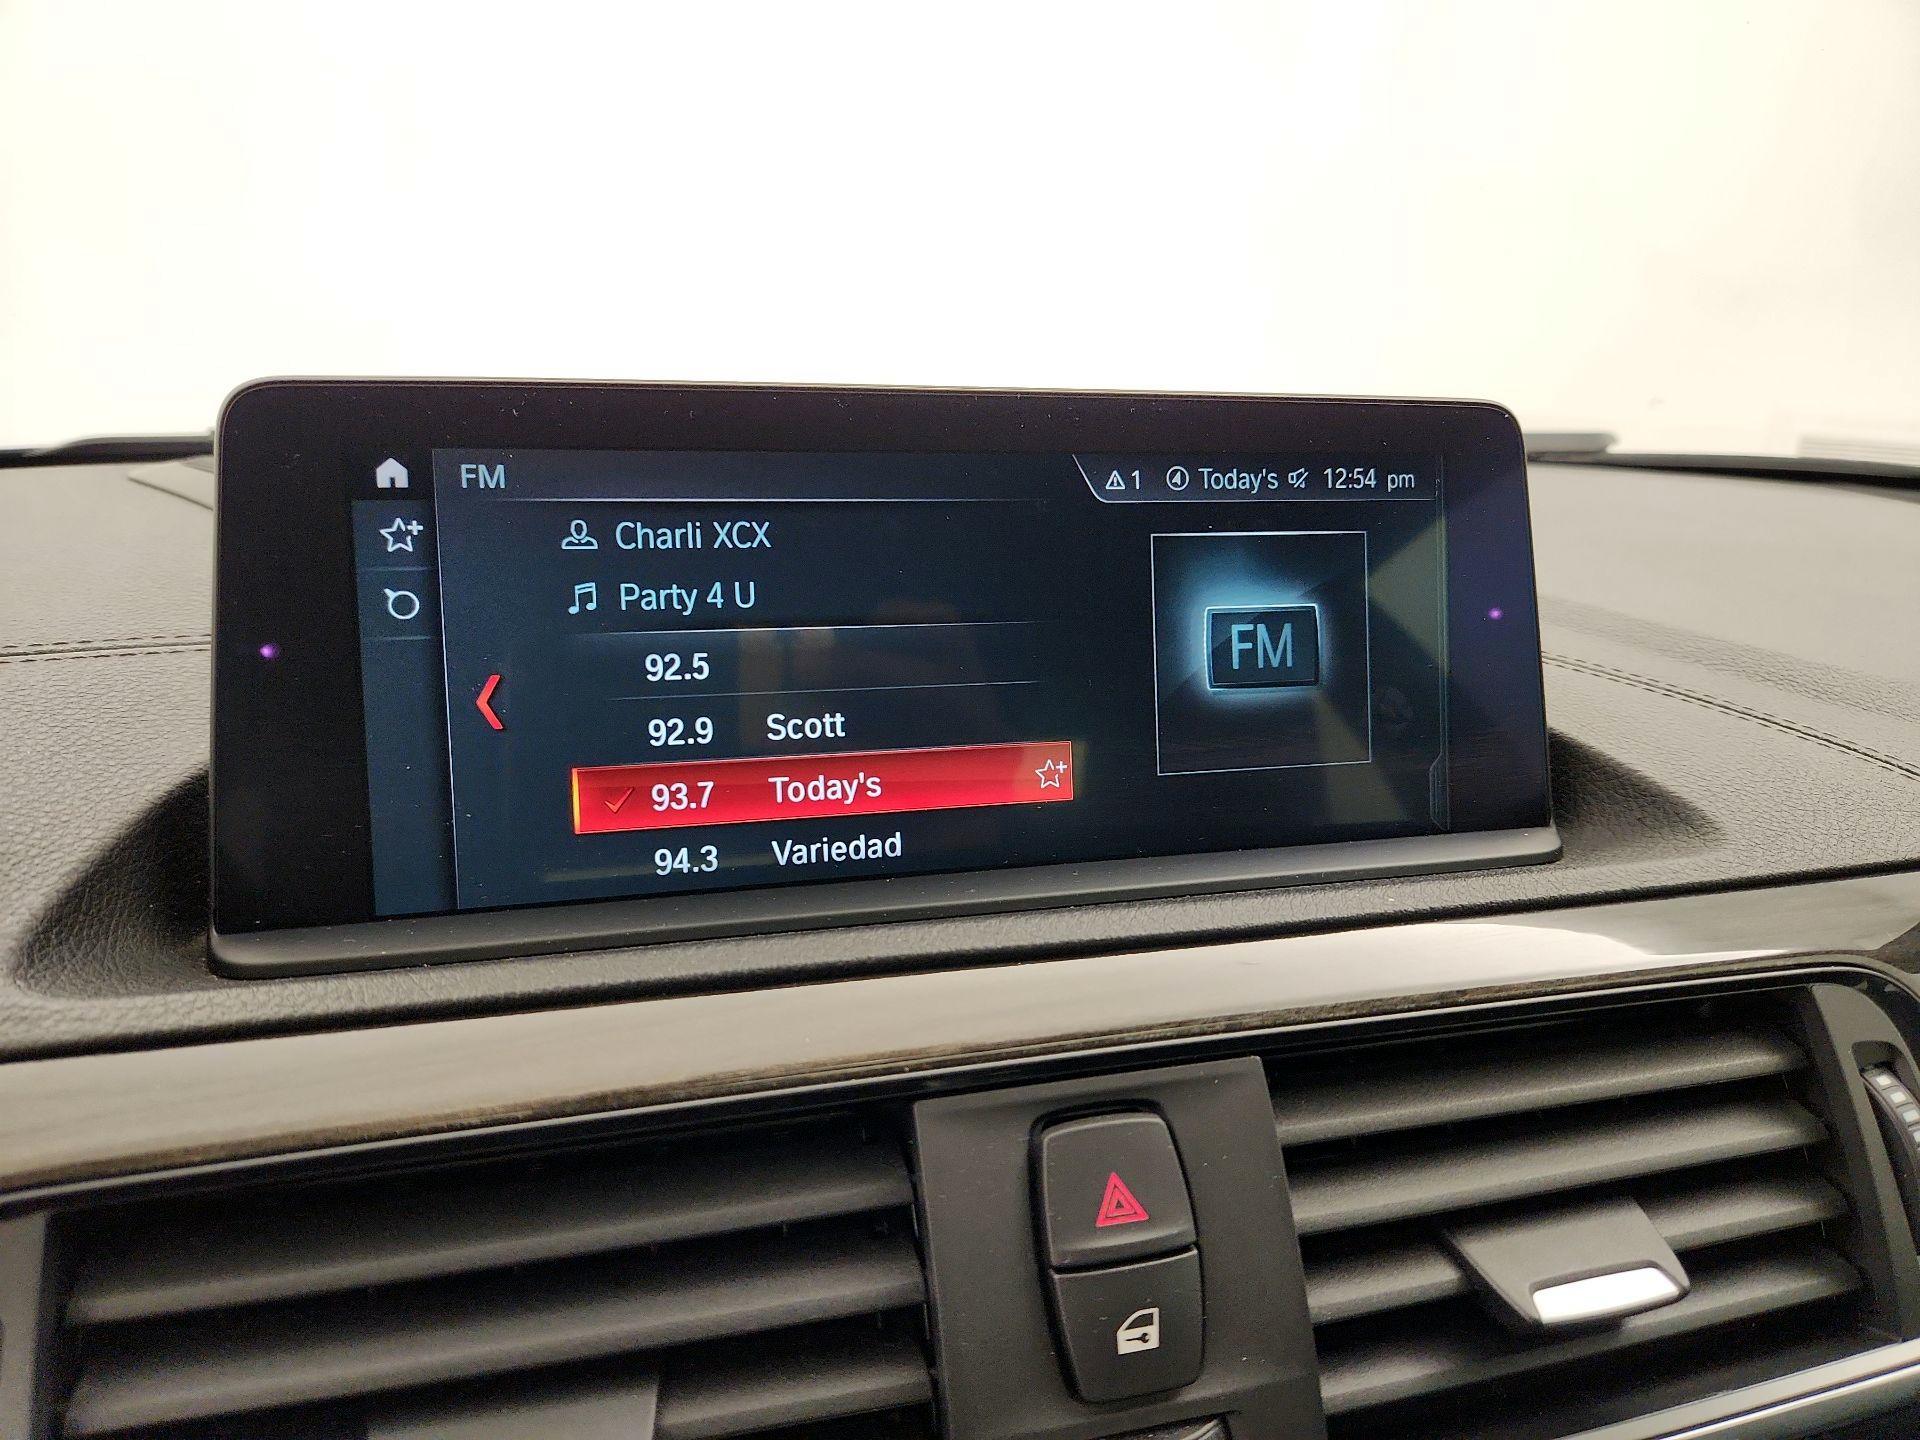 FM
1 Today's 12:54 pm
Charli XCX
Party 4 U
92.5
92.9 Scott
93.7 Today's
94.3 Variedad
FM